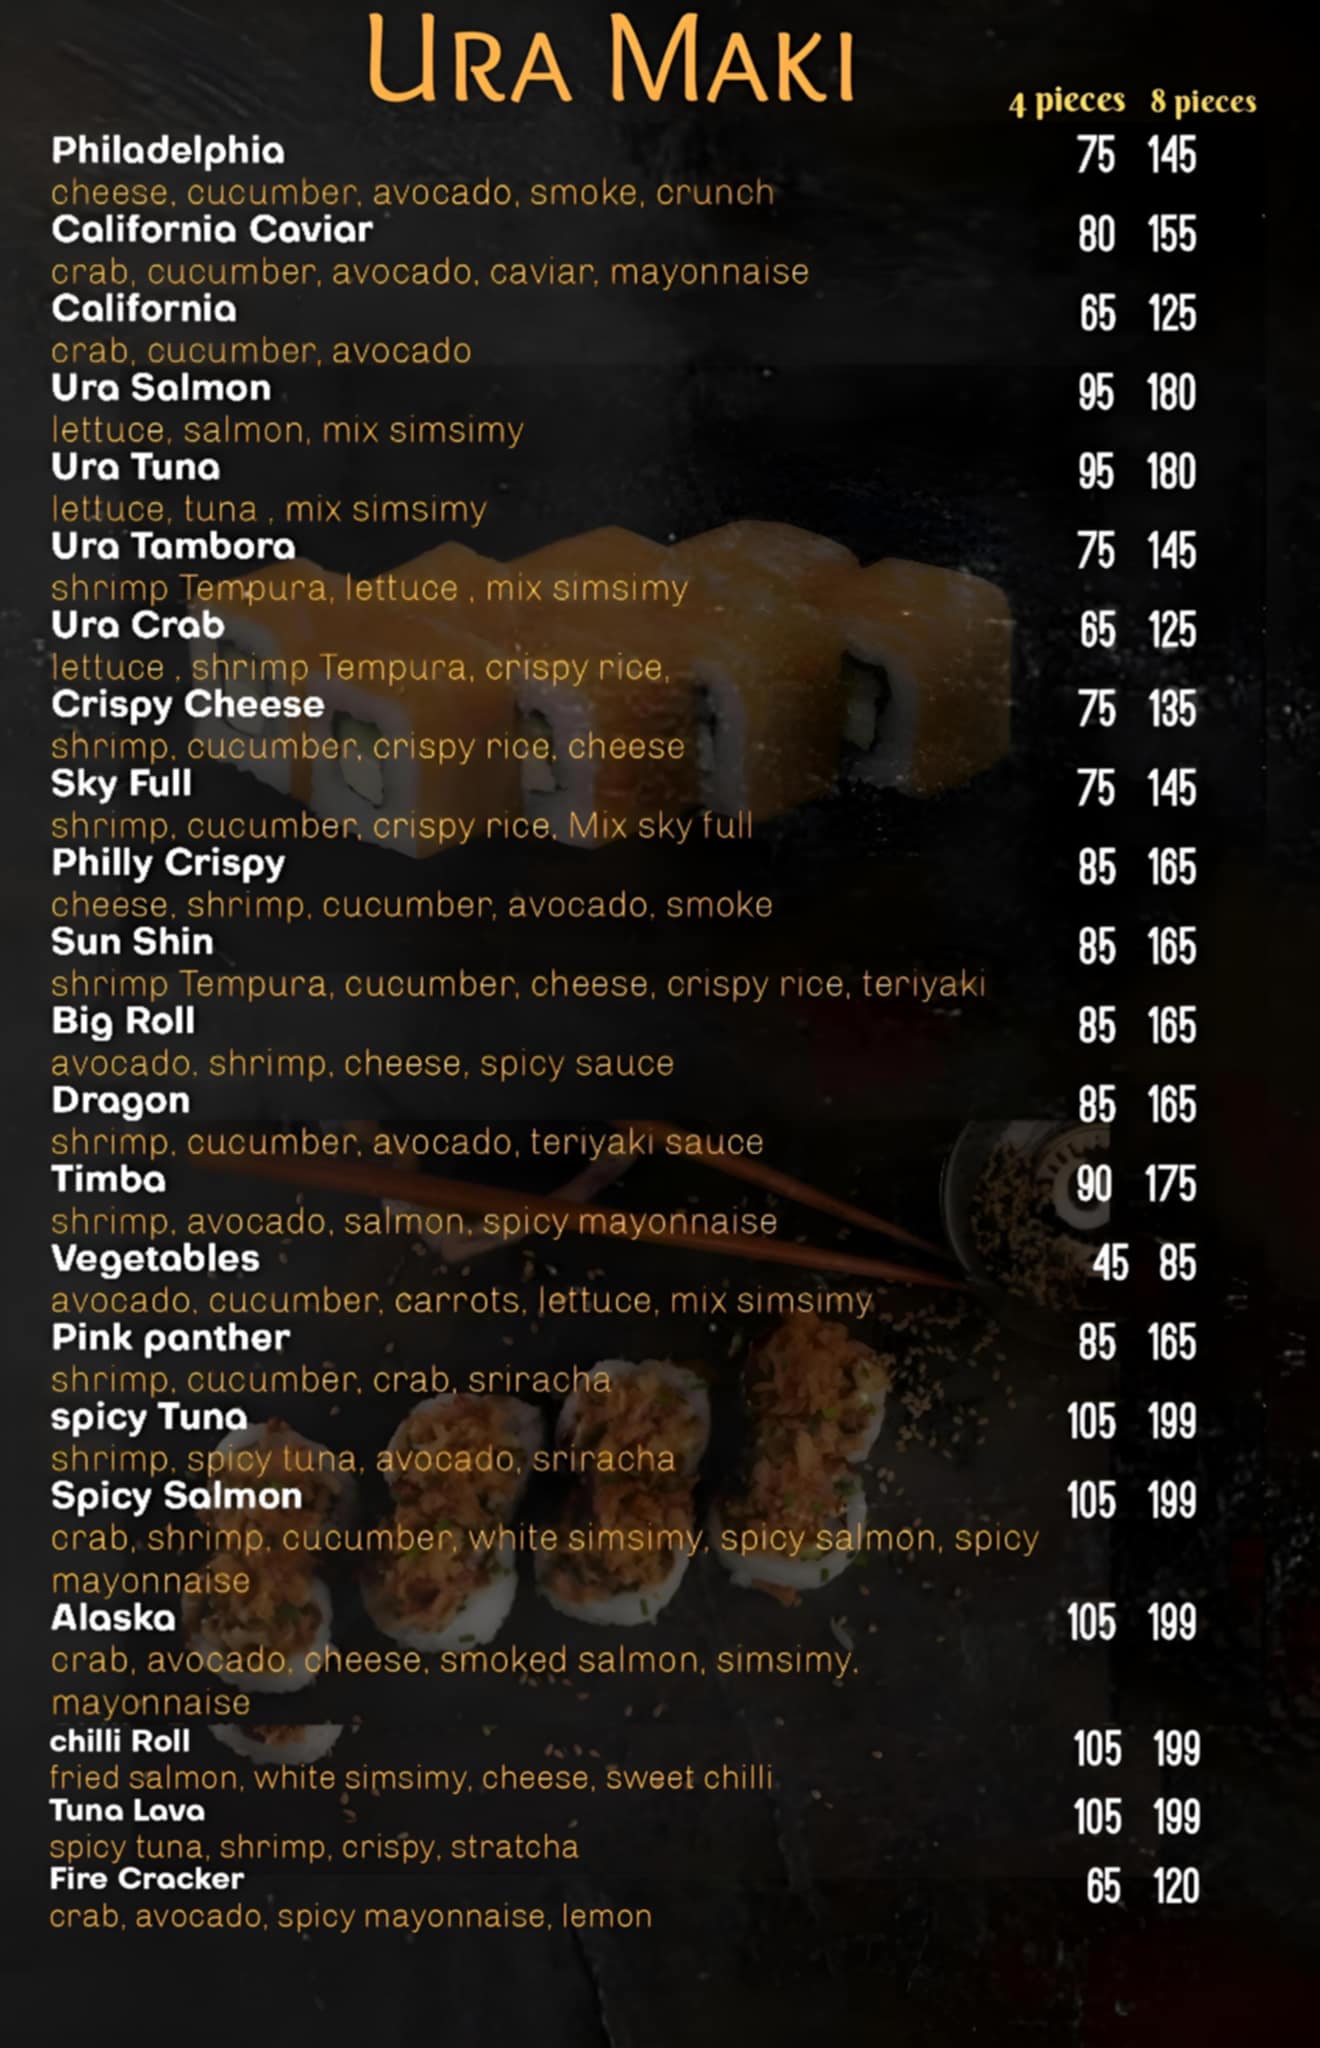 Ura Maki
4 pieces 8 pieces
Philadelphia 75 145
cheese, cucumber, avocado, smoke, crunch
California Caviar 80 155
crab, cucumber, avocado, caviar, mayonnaise
California 65 125
crab, cucumber, avocado
Ura Salmon 95 180
lettuce, salmon, mix simsimy
Ura Tuna 95 180
lettuce, tuna , mix simsimy
Ura Tambora 75 145
shrimp Tempura, lettuce , mix simsimy
Ura Crab 65 125
lettuce , shrimp Tempura, crispy rice,
Crispy Cheese 75 135
shrimp, cucumber, crispy rice, cheese
Sky Full 75 145
shrimp, cucumber, crispy rice, Mix sky full
Philly Crispy 85 165
cheese, shrimp, cucumber, avocado, smoke
Sun Shin 85 165
shrimp Tempura, cucumber, cheese, crispy rice, teriyaki
Big Roll 85 165
avocado, shrimp, cheese, spicy sauce
Dragon 85 165
shrimp, cucumber, avocado, teriyaki sauce
Timba 90 175
shrimp, avocado, salmon, spicy mayonnaise
Vegetables 45 85
avocado, cucumber, carrots, lettuce, mix simsimy
Pink panther 85 165
shrimp, cucumber, crab, sriracha
spicy Tuna 105 199
shrimp, spicy tuna, avocado, sriracha
Spicy Salmon 105 199
crab, shrimp, cucumber, white simsimy, spicy salmon, spicy
mayonnaise
Alaska 105 199
crab, avocado, cheese, smoked salmon, simsimy,
mayonnaise
chilli Roll 105 199
fried salmon, white simsimy, cheese, sweet chilli
Tuna Lava 105 199
spicy tuna, shrimp, crispy, stratcha
Fire Cracker 65 120
crab, avocado, spicy mayonnaise, lemon